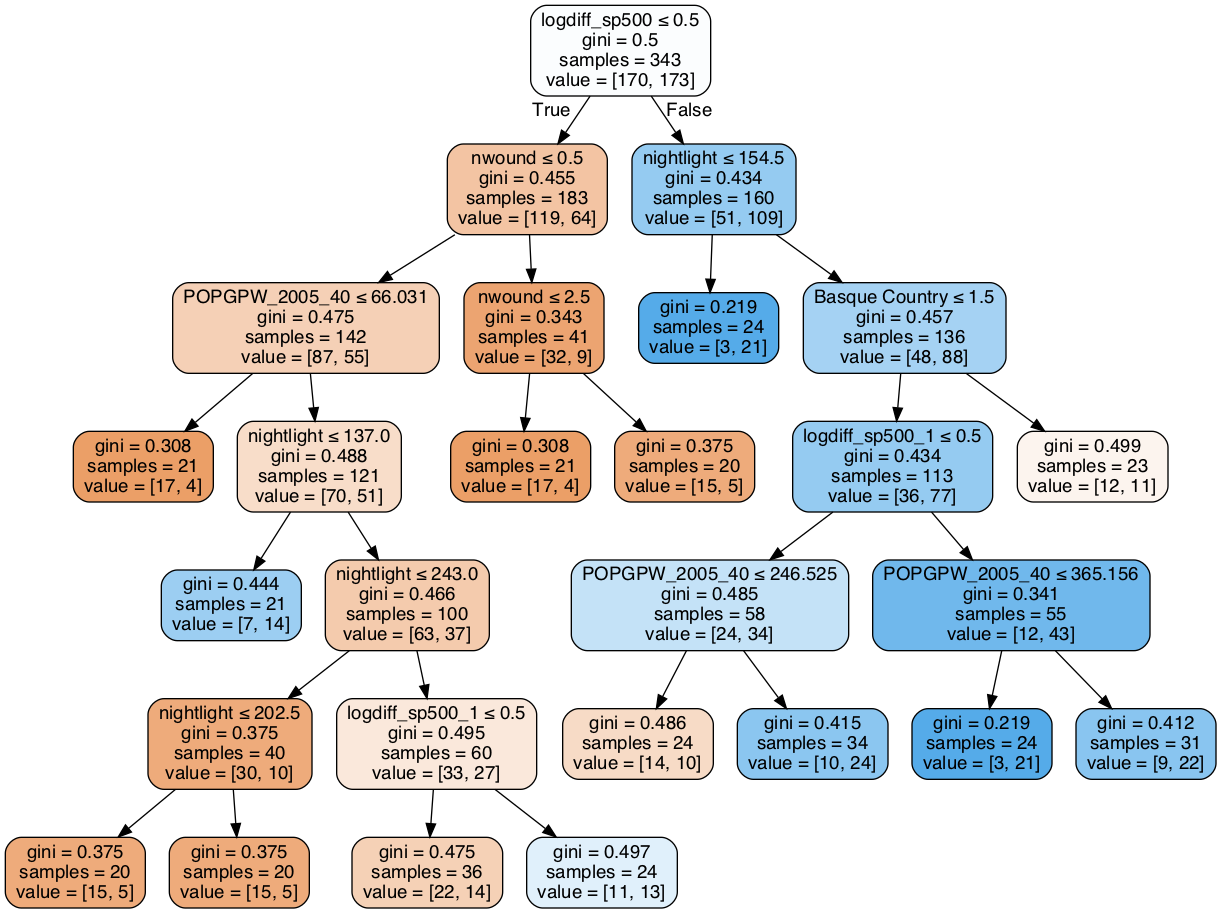 logdiff_sp500 ≤ 0.5
gini = 0.5
samples = 343
value = [170, 173]
True
False
nwound ≤ 0.5
gini = 0.455
samples = 183
value = [119, 64]
nightlight ≤ 154.5
gini = 0.434
samples = 160
value = [51, 109]
POPGPW_2005_40 ≤ 66.031
gini = 0.475
samples = 142
value = [87, 55]
nwound ≤ 2.5
gini = 0.343
samples = 41
value = [32, 9]
gini = 0.219
samples = 24
value = [3, 21]
Basque Country ≤ 1.5
gini = 0.457
samples = 136
value = [48, 88]
gini = 0.308
samples = 21
value = [17, 4]
nightlight ≤ 137.0
gini = 0.488
samples = 121
value = [70, 51]
gini = 0.308
samples = 21
value = [17, 4]
gini = 0.375
samples = 20
value = [15, 5]
logdiff_sp500_1 ≤ 0.5
gini = 0.434
samples = 113
value = [36, 77]
gini = 0.499
samples = 23
value = [12, 11]
gini = 0.444
samples = 21
value = [7, 14]
nightlight ≤ 243.0
gini = 0.466
samples = 100
value = [63, 37]
POPGPW_2005_40 ≤ 246.525
gini = 0.485
samples = 58
value = [24, 34]
POPGPW_2005_40 ≤ 365.156
gini = 0.341
samples = 55
value = [12, 43]
nightlight ≤ 202.5
gini = 0.375
samples = 40
value = [30, 10]
logdiff_sp500_1 ≤ 0.5
gini = 0.495
samples = 60
value = [33, 27]
gini = 0.486
samples = 24
value = [14, 10]
gini = 0.415
samples = 34
value = [10, 24]
gini = 0.219
samples = 24
value = [3, 21]
gini = 0.412
samples = 31
value = [9, 22]
gini = 0.375
samples = 20
value = [15, 5]
gini = 0.375
samples = 20
value = [15, 5]
gini = 0.475
samples = 36
value = [22, 14]
gini = 0.497
samples = 24
value = [11, 13]